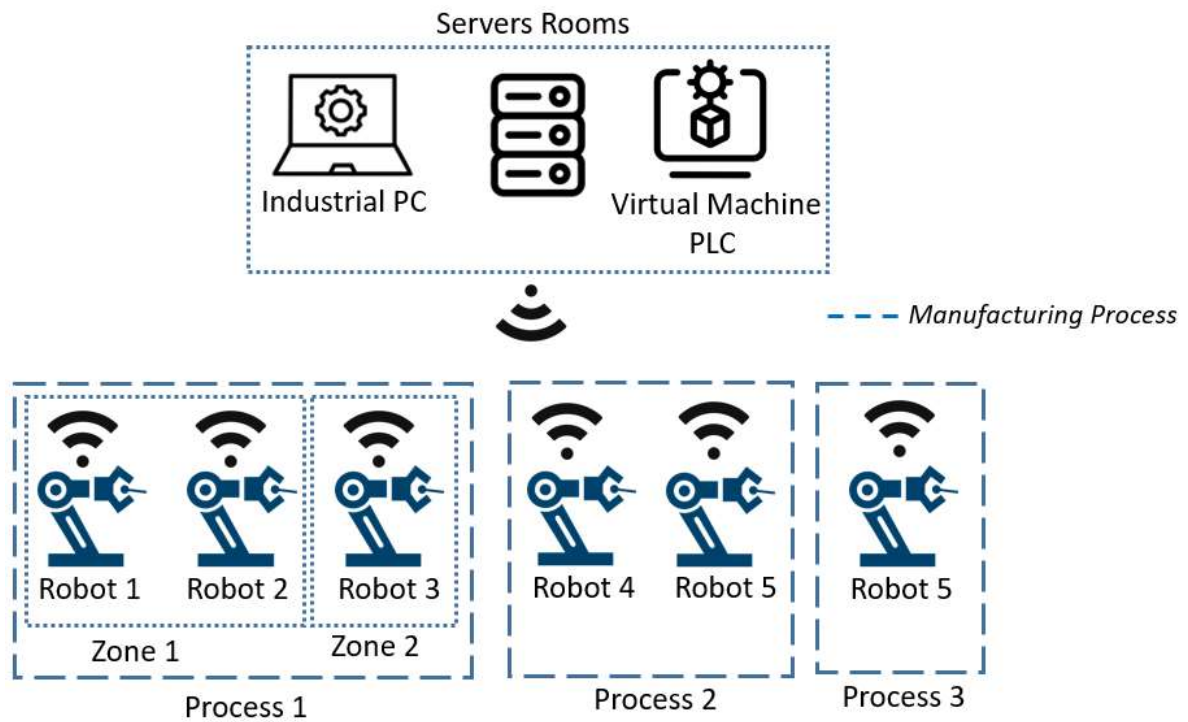 Servers Rooms
Industrial PC
Virtual Machine
PLC
Manufacturing Process
Robot 1
Robot 2
Robot 3
Robot 4
Robot 5
Robot 5
Zone 1
Zone 2
Process 1
Process 2
Process 3